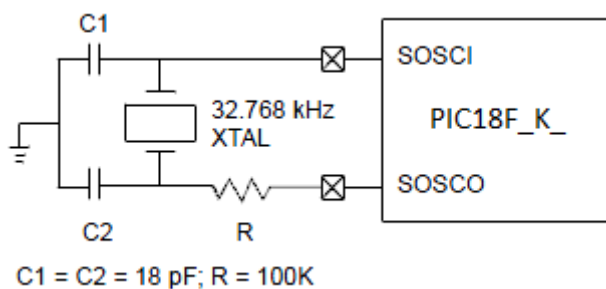 C1
SOSCI
32.768 kHz
XTAL
PIC18F_K_
SOSCO
C2
R
C1 = C2 = 18 pF; R = 100K